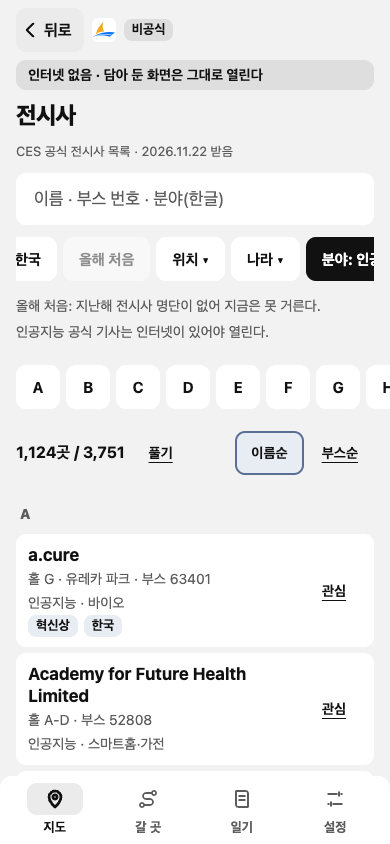 뒤로
비공식
인터넷 없음 · 담아 둔 화면은 그대로 열린다
전시사
CES 공식 전시사 목록 · 2026.11.22 받음
이름 · 부스 번호 · 분야(한글)
한국 올해 처음 위치 ▾ 나라 ▾ 분야: 인공
올해 처음: 지난해 전시사 명단이 없어 지금은 못 거른다.
인공지능 공식 기사는 인터넷이 있어야 열린다.
A B C D E F G H
1,124곳 / 3,751 풀기 이름순 부스순
A
a.cure
홀 G · 유레카 파크 · 부스 63401
인공지능 · 바이오
혁신상 한국
관심
Academy for Future Health
Limited
홀 A-D · 부스 52808
인공지능 · 스마트홈·가전
관심
지도 갈 곳 일기 설정